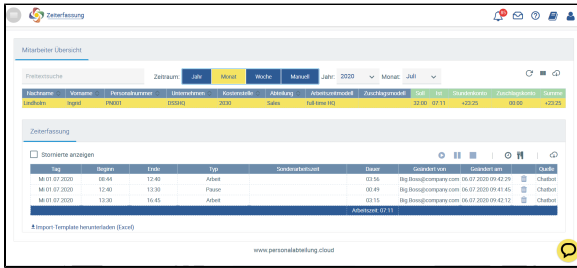 Zeiterfassung
Mitarbeiter Übersicht
Freitextsuche Zeitraum: Jahr Monat Woche Manuell Jahr: 2020 Monat: Juli
Nachname Vorname Personalnummer Unternehmen Kostenstelle Abteilung Arbeitszeitmodell Zuschlagsmodell Soll Ist Stundenkonto Zuschlagskonto Summe
Lindholm Ingrid PN001 DSSHQ 2030 Sales full-time HQ 32:00 07:11 +23:25 00:00 +23:25
Zeiterfassung
Stornierte anzeigen
Tag Beginn Ende Typ Sonderarbeitszeit Dauer Geändert von Geändert am Quelle
Mi 01.07.2020 08:44 12:40 Arbeit 03:56 Big.Boss@company.com 06.07.2020 09:42:29 Chatbot
Mi 01.07.2020 12:40 13:30 Pause 00:49 Big.Boss@company.com 06.07.2020 09:41:45 Chatbot
Mi 01.07.2020 13:30 16:45 Arbeit 03:15 Big.Boss@company.com 06.07.2020 09:42:12 Chatbot
Arbeitszeit: 07:11
Import-Template herunterladen (Excel)
www.personalabteilung.cloud